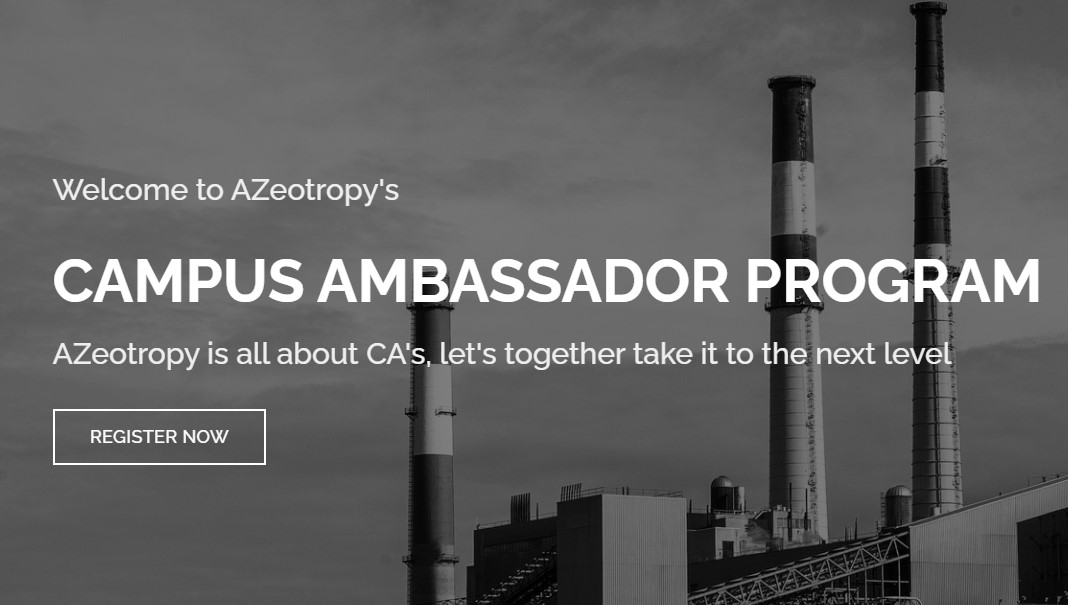 Welcome to AZeotropy's
CAMPUS AMBASSADOR PROGRAM
AZeotropy is all about CA's, let's together take it to the next level
REGISTER NOW